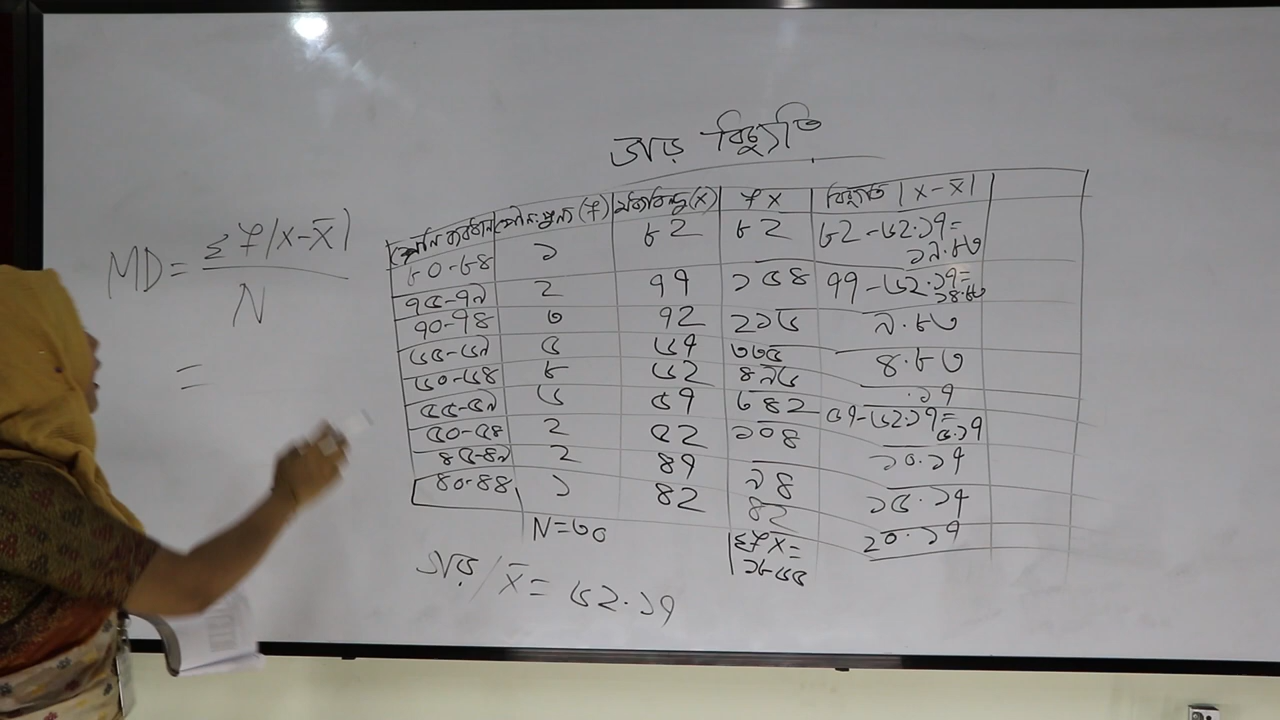 গড় বিচ্যুতি
MD = Σf|x-x̄| / N
=
শ্রেণি ব্যবধান পৌনঃপুন্য (f) মধ্যবিন্দু (x) fx বিচ্যুতি |x-x̄|
৮০-৮৪ ১ ৮২ ৮২ ৮২-৬২.১৭= ১৯.৮৩
৭৫-৭৯ ২ ৭৭ ১৫৪ ৭৭-৬২.১৭= ১৪.৮৩
৭০-৭৪ ৩ ৭২ ২১৬ ৯.৮৩
৬৫-৬৯ ৫ ৬৭ ৩৩৫ ৪.৮৩
৬০-৬৪ ৮ ৬২ ৪৯৬ .১৭
৫৫-৫৯ ৬ ৫৭ ৩৪২ ৫৭-৬২.১৭= ৫.১৭
৫০-৫৪ ২ ৫২ ১০৪ ১০.১৭
৪৫-৪৯ ২ ৪৭ ৯৪ ১৫.১৭
৪০-৪৪ ১ ৪২ ৪২ ২০.১৭
N=৩০ Σfx=
১৮৬৫
গড়/x̄ = ৬২.১৭